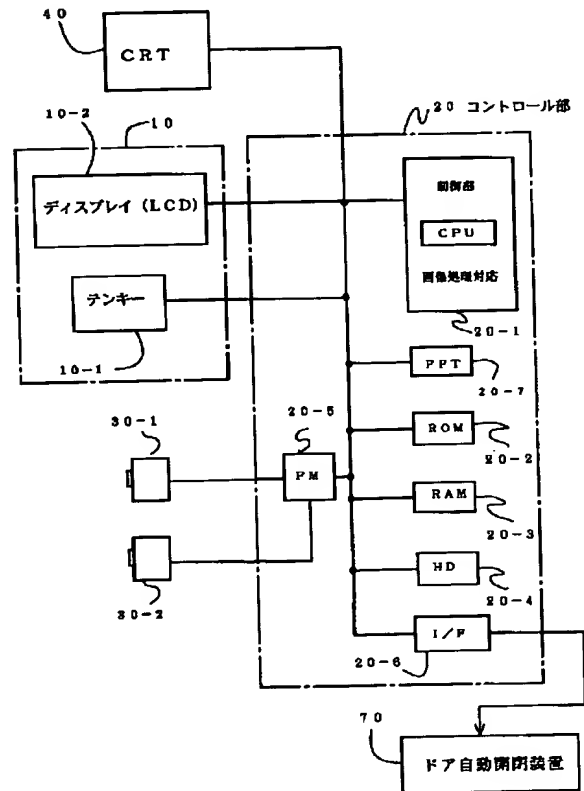 40
CRT
10-2
10
20 コントロール部
ディスプレイ (LCD)
制御部
CPU
画像処理対応
テンキー
20-1
10-1
PPT
20-7
30-1
20-5
ROM
20-2
FM
RAM
20-3
30-2
HD
20-4
I/F
20-6
70
ドア自動開閉装置